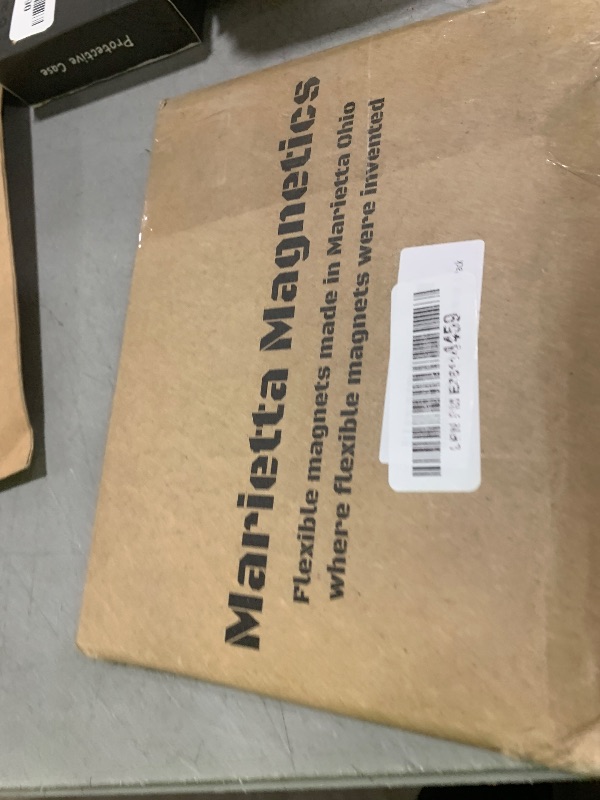 Protective Case
Marietta Magnetics
Flexible magnets made in Marietta Ohio
where flexible magnets were invented